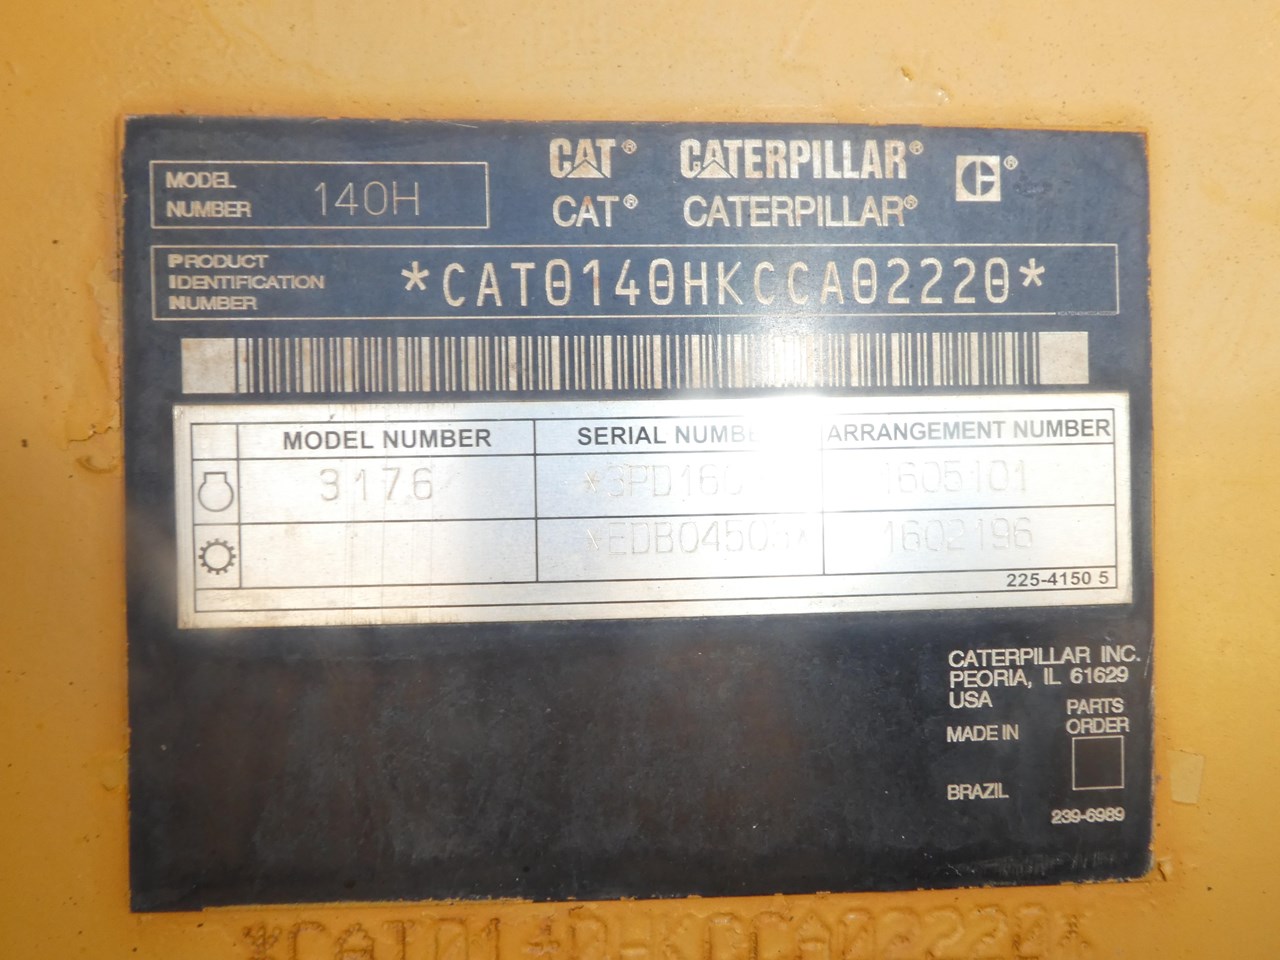 MODEL NUMBER 140H
CAT® CATERPILLAR®
CAT® CATERPILLAR®
PRODUCT IDENTIFICATION NUMBER *CAT0140HKCCA02220*
MODEL NUMBER SERIAL NUMBER ARRANGEMENT NUMBER
3176 1605101
1602196
225-4150 5
CATERPILLAR INC.
PEORIA, IL 61629
USA
PARTS ORDER
MADE IN
BRAZIL
239-6989
*CAT0140HKCCA02220*